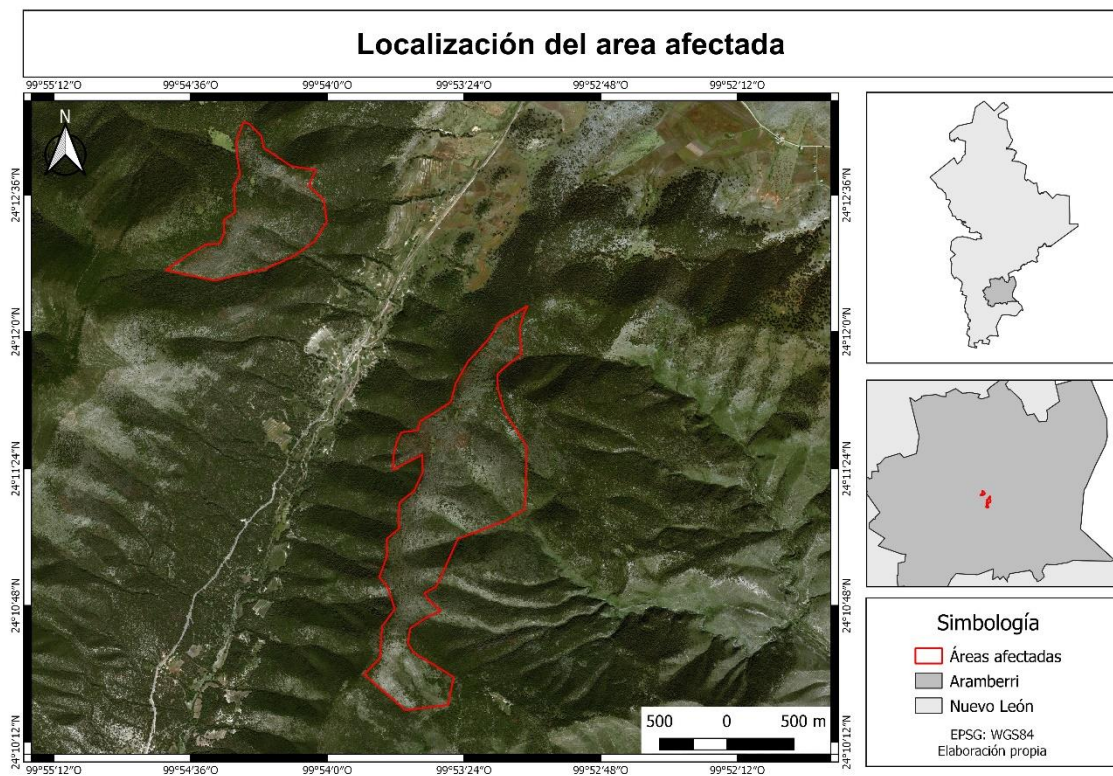 Localización del area afectada
99°55'12"O 99°54'36"O 99°54'0"O 99°53'24"O 99°52'48"O 99°52'12"O
N
24°12'36"N 24°12'36"N
24°12'0"N 24°12'0"N
24°11'24"N 24°11'24"N
24°10'48"N 24°10'48"N
24°10'12"N 24°10'12"N
500 0 500 m
99°55'12"O 99°54'36"O 99°54'0"O 99°53'24"O 99°52'48"O 99°52'12"O
Simbología
Áreas afectadas
Aramberri
Nuevo León
EPSG: WGS84
Elaboración propia